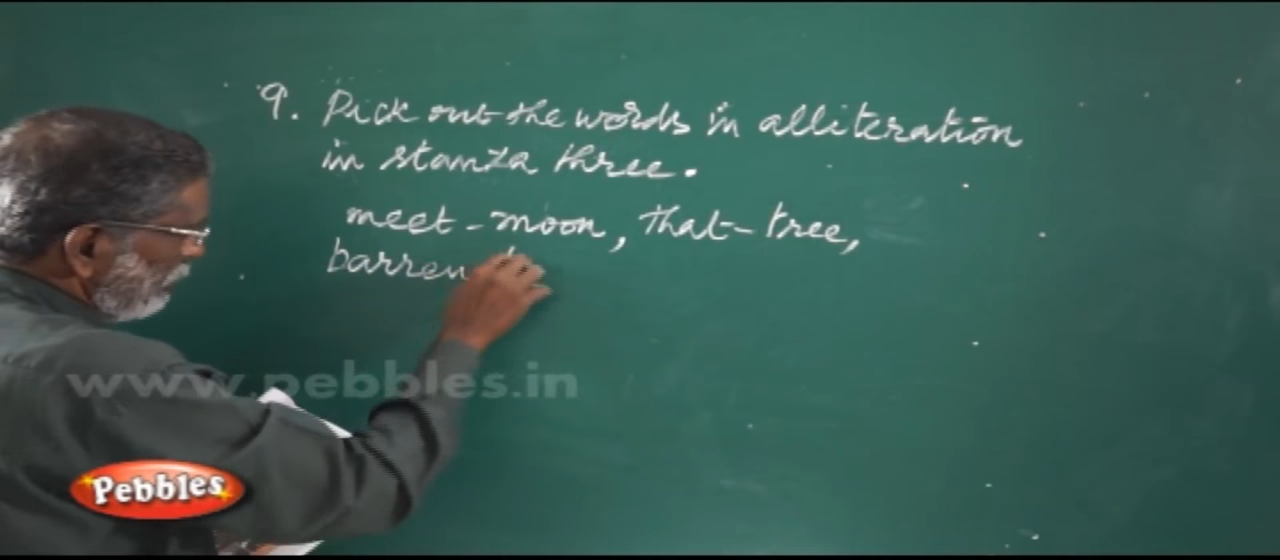 9. Pick out the words in alliteration
in stanza three.
meet - moon, that - tree,
barren
www.pebbles.in
Pebbles